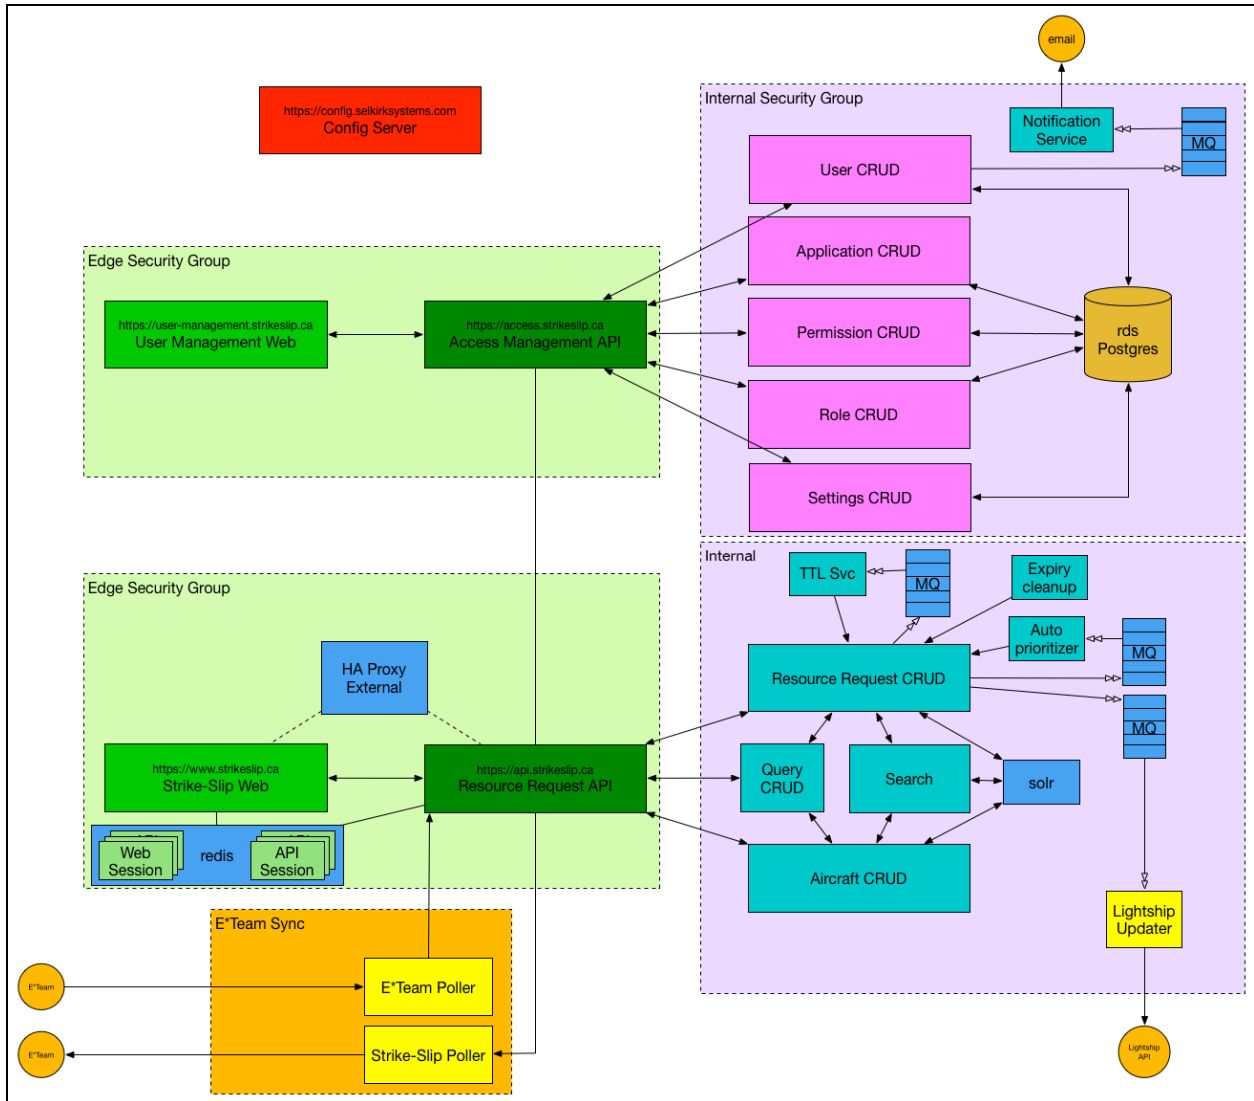 email
Internal Security Group
Notification
Service
MQ
https://config.selkirksystems.com
Config Server
User CRUD
Edge Security Group
Application CRUD
https://user-management.strikeslip.ca
User Management Web
https://access.strikeslip.ca
Access Management API
Permission CRUD
rds
Postgres
Role CRUD
Settings CRUD
Internal
TTL Svc
MQ
Expiry
cleanup
Edge Security Group
Auto
prioritizer
MQ
HA Proxy
External
Resource Request CRUD
MQ
https://www.strikeslip.ca
Strike-Slip Web
https://api.strikeslip.ca
Resource Request API
Query
CRUD
Search
solr
Web
Session
redis
API
Session
Aircraft CRUD
E*Team Sync
Lightship
Updater
E*Team
E*Team Poller
E*Team
Strike-Slip Poller
Lightship
API